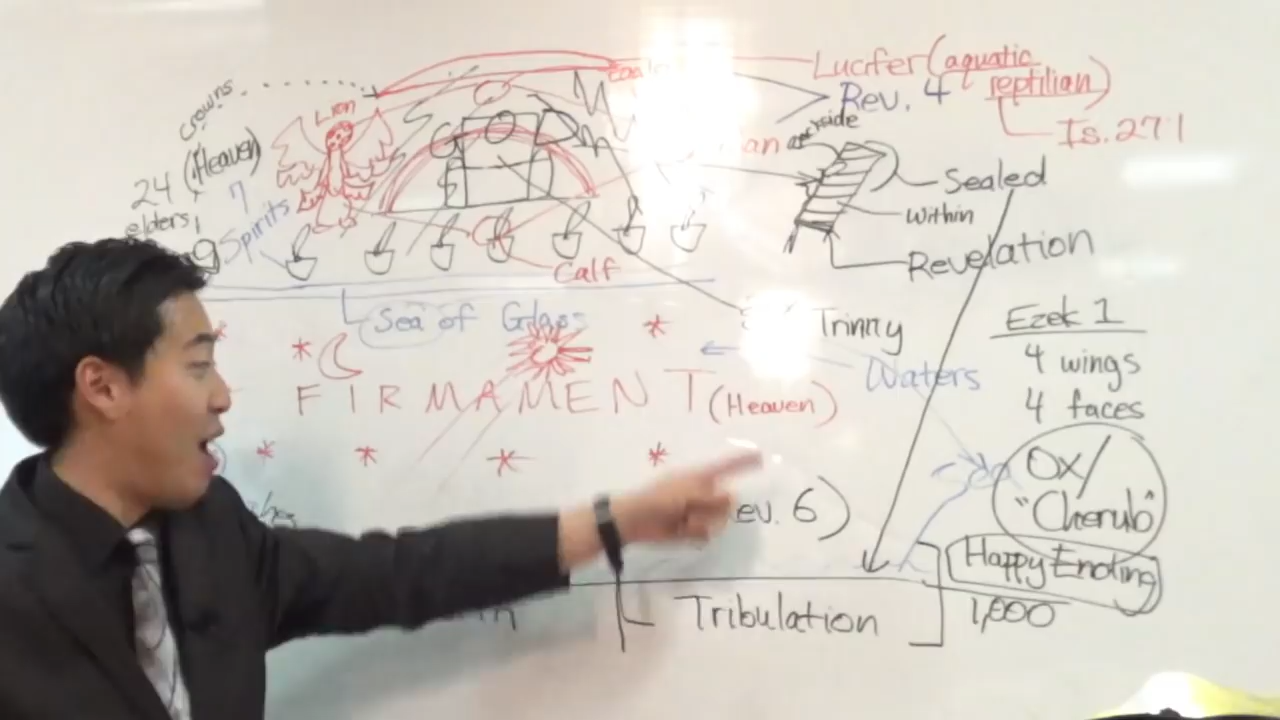 Crowns
Lion
Lucifer (aquatic
reptilian)
Rev. 4
Is. 27:1
(Heaven)
24
elders
7
Spirits
GOD
backside
Sealed
Within
Revelation
Calf
Sea of Glass
Trinity
Waters
FIRMAMENT (Heaven)
Ezek 1
4 wings
4 faces
Ox/
"Cherub"
Sea
Rev. 6)
Happy Ending
Tribulation
1,000